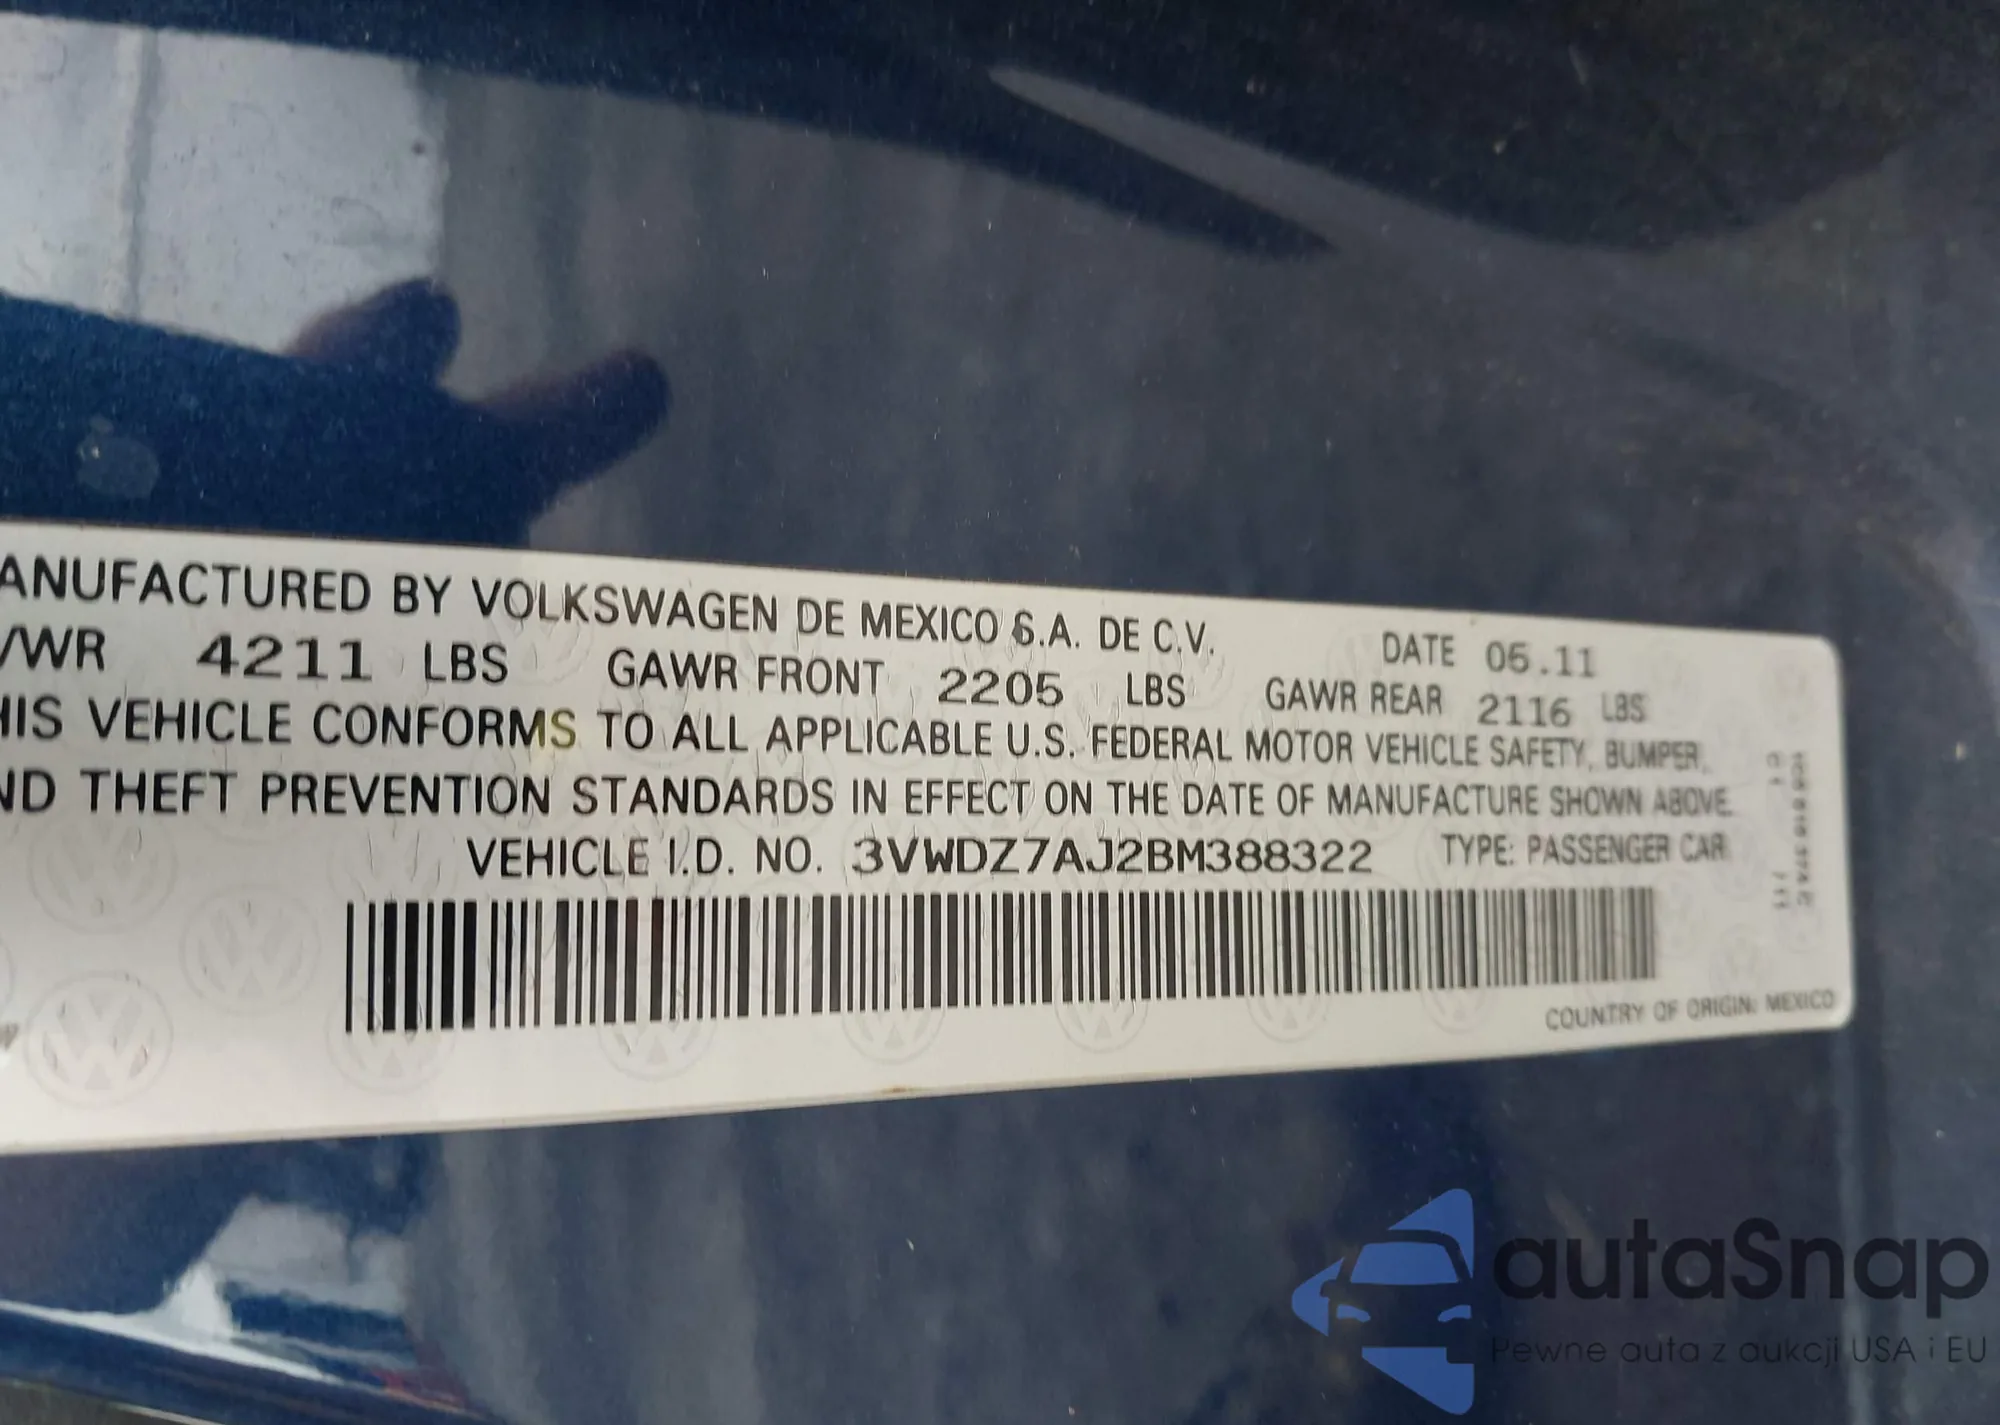 ANUFACTURED BY VOLKSWAGEN DE MEXICO S.A. DE C.V. DATE 05.11
VWR 4211 LBS GAWR FRONT 2205 LBS GAWR REAR 2116 LBS
HIS VEHICLE CONFORMS TO ALL APPLICABLE U.S. FEDERAL MOTOR VEHICLE SAFETY, BUMPER,
ND THEFT PREVENTION STANDARDS IN EFFECT ON THE DATE OF MANUFACTURE SHOWN ABOVE.
VEHICLE I.D. NO. 3VWDZ7AJ2BM388322 TYPE: PASSENGER CAR
COUNTRY OF ORIGIN: MEXICO
autaSnap
Pewne auta z aukcji USA i EU